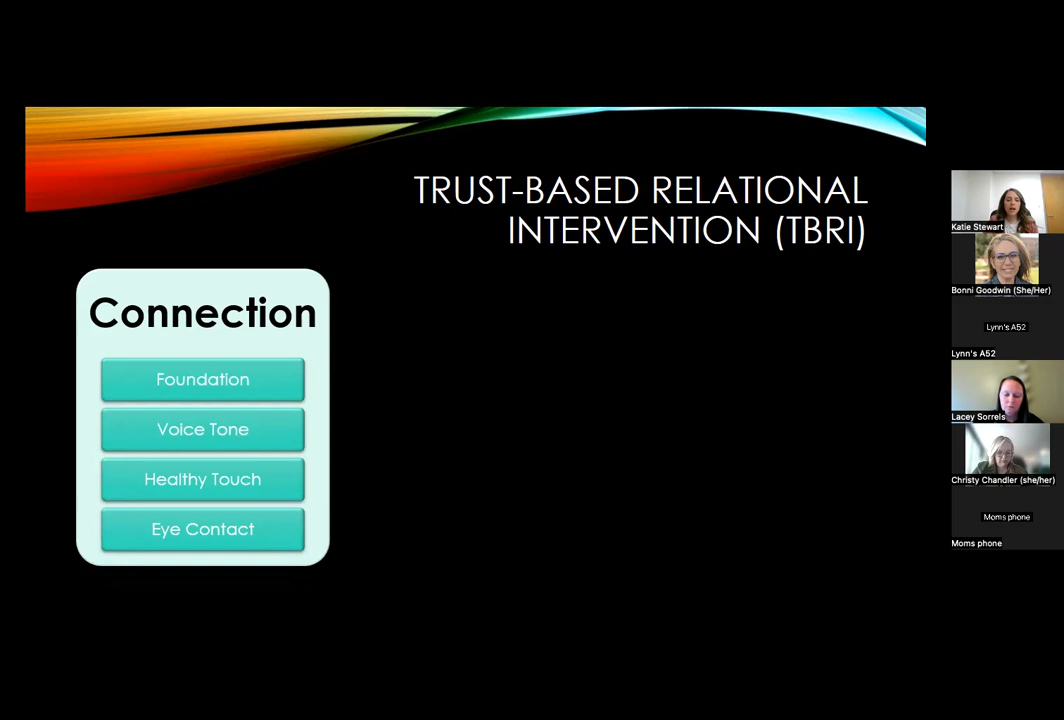 TRUST-BASED RELATIONAL
INTERVENTION (TBRI)
Connection
Foundation
Voice Tone
Healthy Touch
Eye Contact
Katie Stewart
Bonni Goodwin (She/Her)
Lynn's A52
Lynn's A52
Lacey Sorrels
Christy Chandler (she/her)
Moms phone
Moms phone